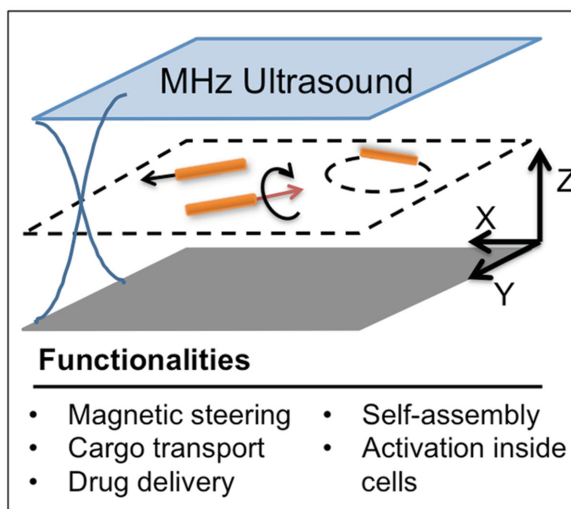 MHz Ultrasound
Z
X
Y
Functionalities
• Magnetic steering
• Cargo transport
• Drug delivery
• Self-assembly
• Activation inside
cells